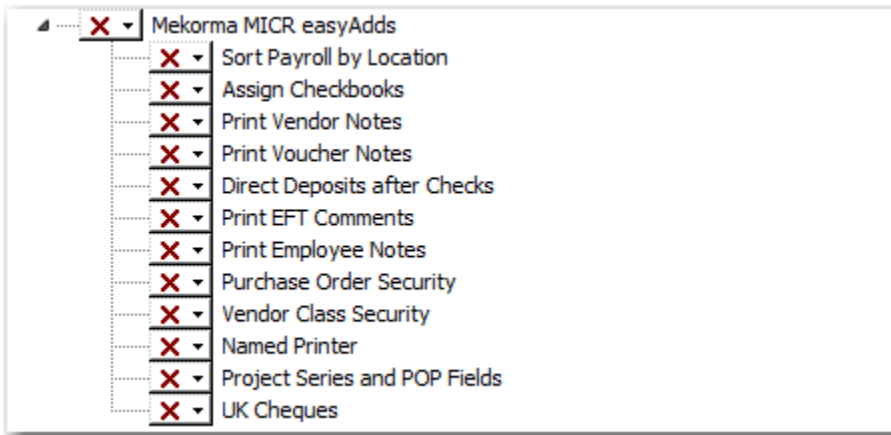 Mekorma MICR easyAdds
Sort Payroll by Location
Assign Checkbooks
Print Vendor Notes
Print Voucher Notes
Direct Deposits after Checks
Print EFT Comments
Print Employee Notes
Purchase Order Security
Vendor Class Security
Named Printer
Project Series and POP Fields
UK Cheques